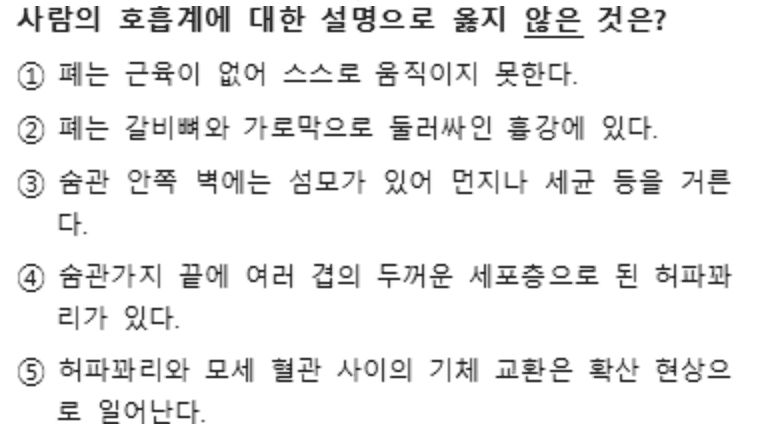 사람의 호흡계에 대한 설명으로 옳지 않은 것은?
① 폐는 근육이 없어 스스로 움직이지 못한다.
② 폐는 갈비뼈와 가로막으로 둘러싸인 흉강에 있다.
③ 숨관 안쪽 벽에는 섬모가 있어 먼지나 세균 등을 거른
다.
④ 숨관가지 끝에 여러 겹의 두꺼운 세포층으로 된 허파꽈
리가 있다.
⑤ 허파꽈리와 모세 혈관 사이의 기체 교환은 확산 현상으
로 일어난다.